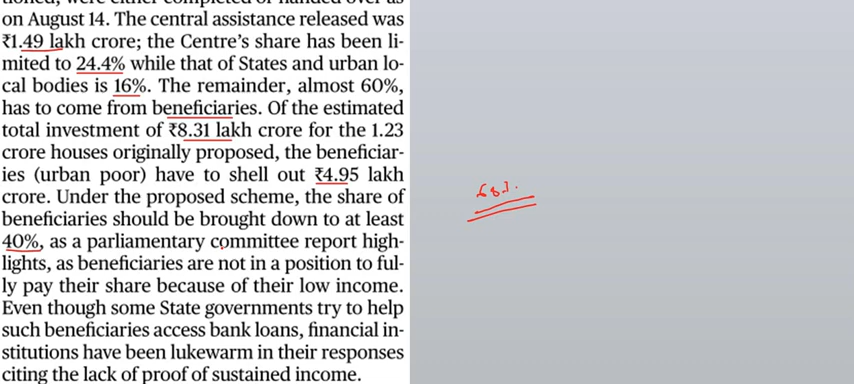 on August 14. The central assistance released was
₹1.49 lakh crore; the Centre's share has been li-
mited to 24.4% while that of States and urban lo-
cal bodies is 16%. The remainder, almost 60%,
has to come from beneficiaries. Of the estimated
total investment of ₹8.31 lakh crore for the 1.23
crore houses originally proposed, the beneficiar-
ies (urban poor) have to shell out ₹4.95 lakh
crore. Under the proposed scheme, the share of
beneficiaries should be brought down to at least
40%, as a parliamentary committee report high-
lights, as beneficiaries are not in a position to ful-
ly pay their share because of their low income.
Even though some State governments try to help
such beneficiaries access bank loans, financial in-
stitutions have been lukewarm in their responses
citing the lack of proof of sustained income.